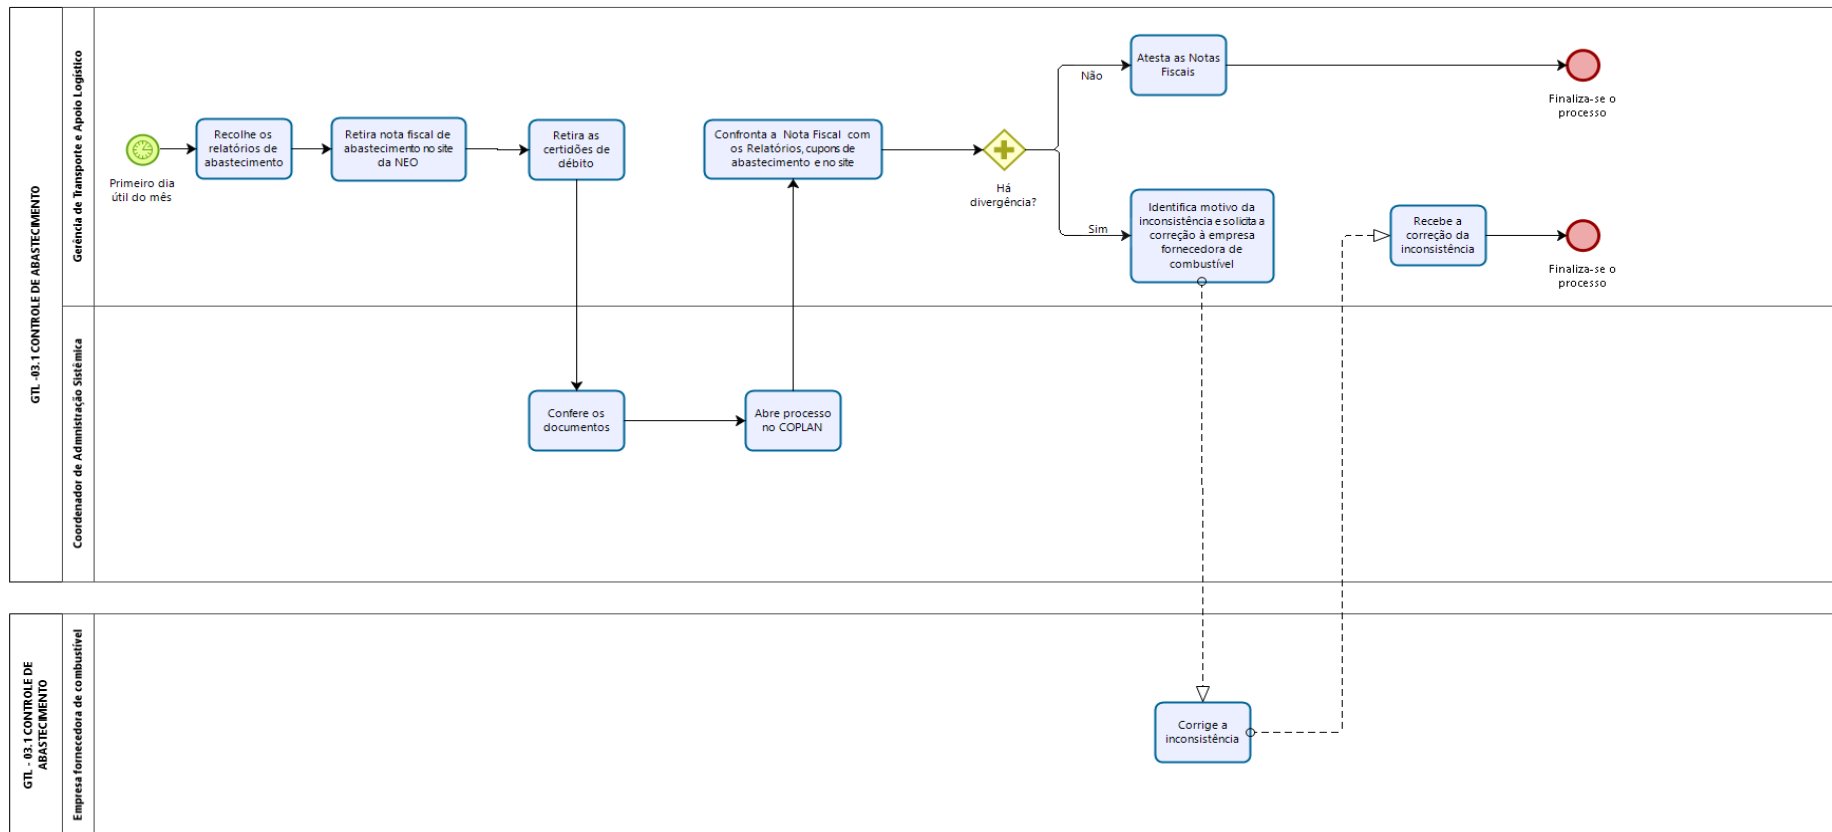 GTL -03.1 CONTROLE DE ABASTECIMENTO
Gerência de Transporte e Apoio Logístico
Primeiro dia
útil do mês
Recolhe os
relatórios de
abastecimento
Retira nota fiscal de
abastecimento no site
da NEO
Retira as
certidões de
débito
Confronta a Nota Fiscal com
os Relatórios, cupons de
abastecimento e no site
Há
divergência?
Não
Atesta as Notas
Fiscais
Finaliza-se o
processo
Sim
Identifica motivo da
inconsistência e solicita a
correção à empresa
fornecedora de
combustível
Recebe a
correção da
inconsistência
Finaliza-se o
processo
Coordenador de Admnistração Sistêmica
Confere os
documentos
Abre processo
no COPLAN
GTL - 03.1 CONTROLE DE
ABASTECIMENTO
Empresa fornecedora de combustível
Corrige a
inconsistência